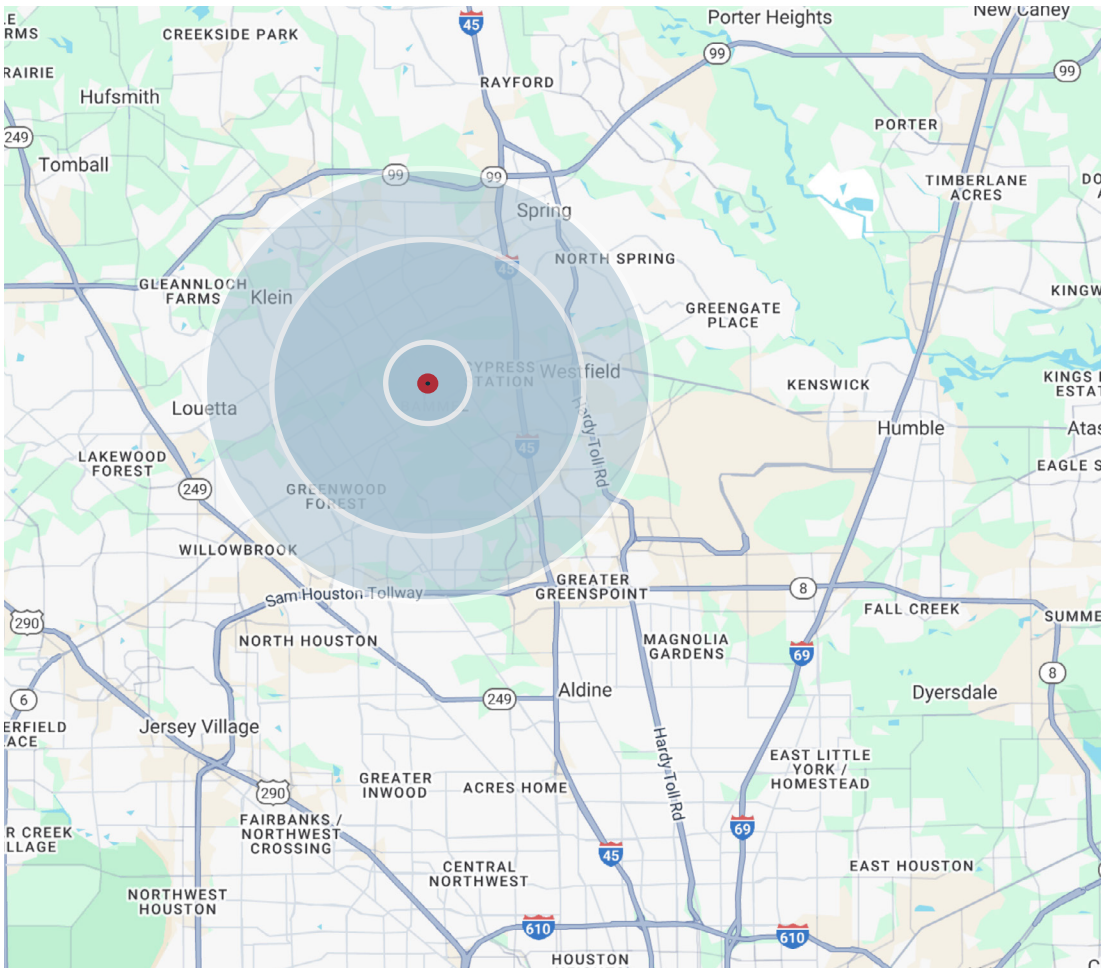 New Caney
Porter Heights
45
CREEKSIDE PARK
99
99
RAYFORD
RAIRIE
Hufsmith
249
PORTER
Tomball
99
99
TIMBERLANE
ACRES
Spring
NORTH SPRING
45
GLEANNLOCH
FARMS
Klein
KINGW
GREENGATE
PLACE
CYPRESS
STATION
Westfield
KENSWICK
KINGS
ESTAT
Louetta
Humble
Atas
Hardy Toll Rd
45
LAKEWOOD
FOREST
EAGLE S
249
GREENWOOD
FOREST
WILLOWBROOK
GREATER
GREENSPOINT
8
Sam Houston Tollway
FALL CREEK
SUMME
290
NORTH HOUSTON
MAGNOLIA
GARDENS
69
8
6
249
Aldine
Dyersdale
ERFIELD
ACE
Jersey Village
Hardy Toll Rd
EAST LITTLE
YORK /
HOMESTEAD
290
GREATER
INWOOD
ACRES HOME
FAIRBANKS /
NORTHWEST
CROSSING
69
R CREEK
LLAGE
45
CENTRAL
NORTHWEST
EAST HOUSTON
NORTHWEST
HOUSTON
610
610
HOUSTON